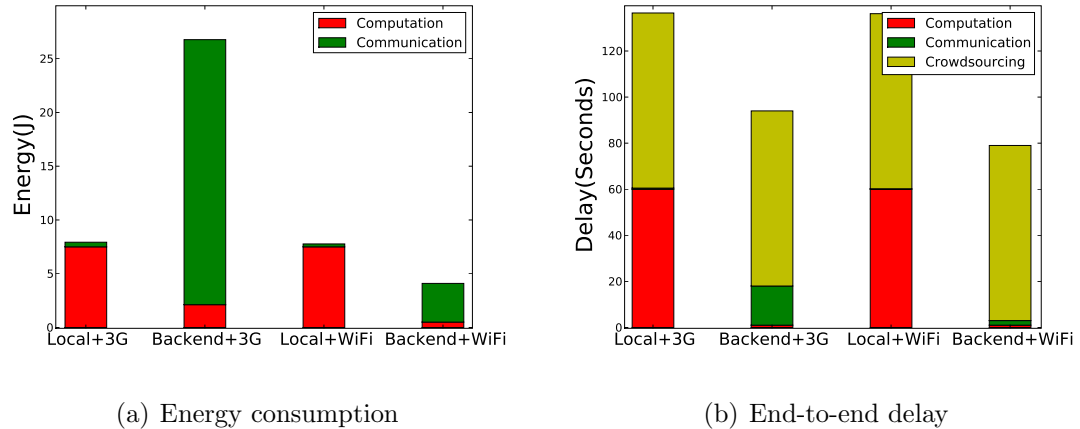 Computation
Communication
Energy(J)
25
20
15
10
5
0
Local+3G Backend+3G Local+WiFi Backend+WiFi
(a) Energy consumption
Computation
Communication
Crowdsourcing
Delay(Seconds)
120
100
80
60
40
20
0
Local+3G Backend+3G Local+WiFi Backend+WiFi
(b) End-to-end delay